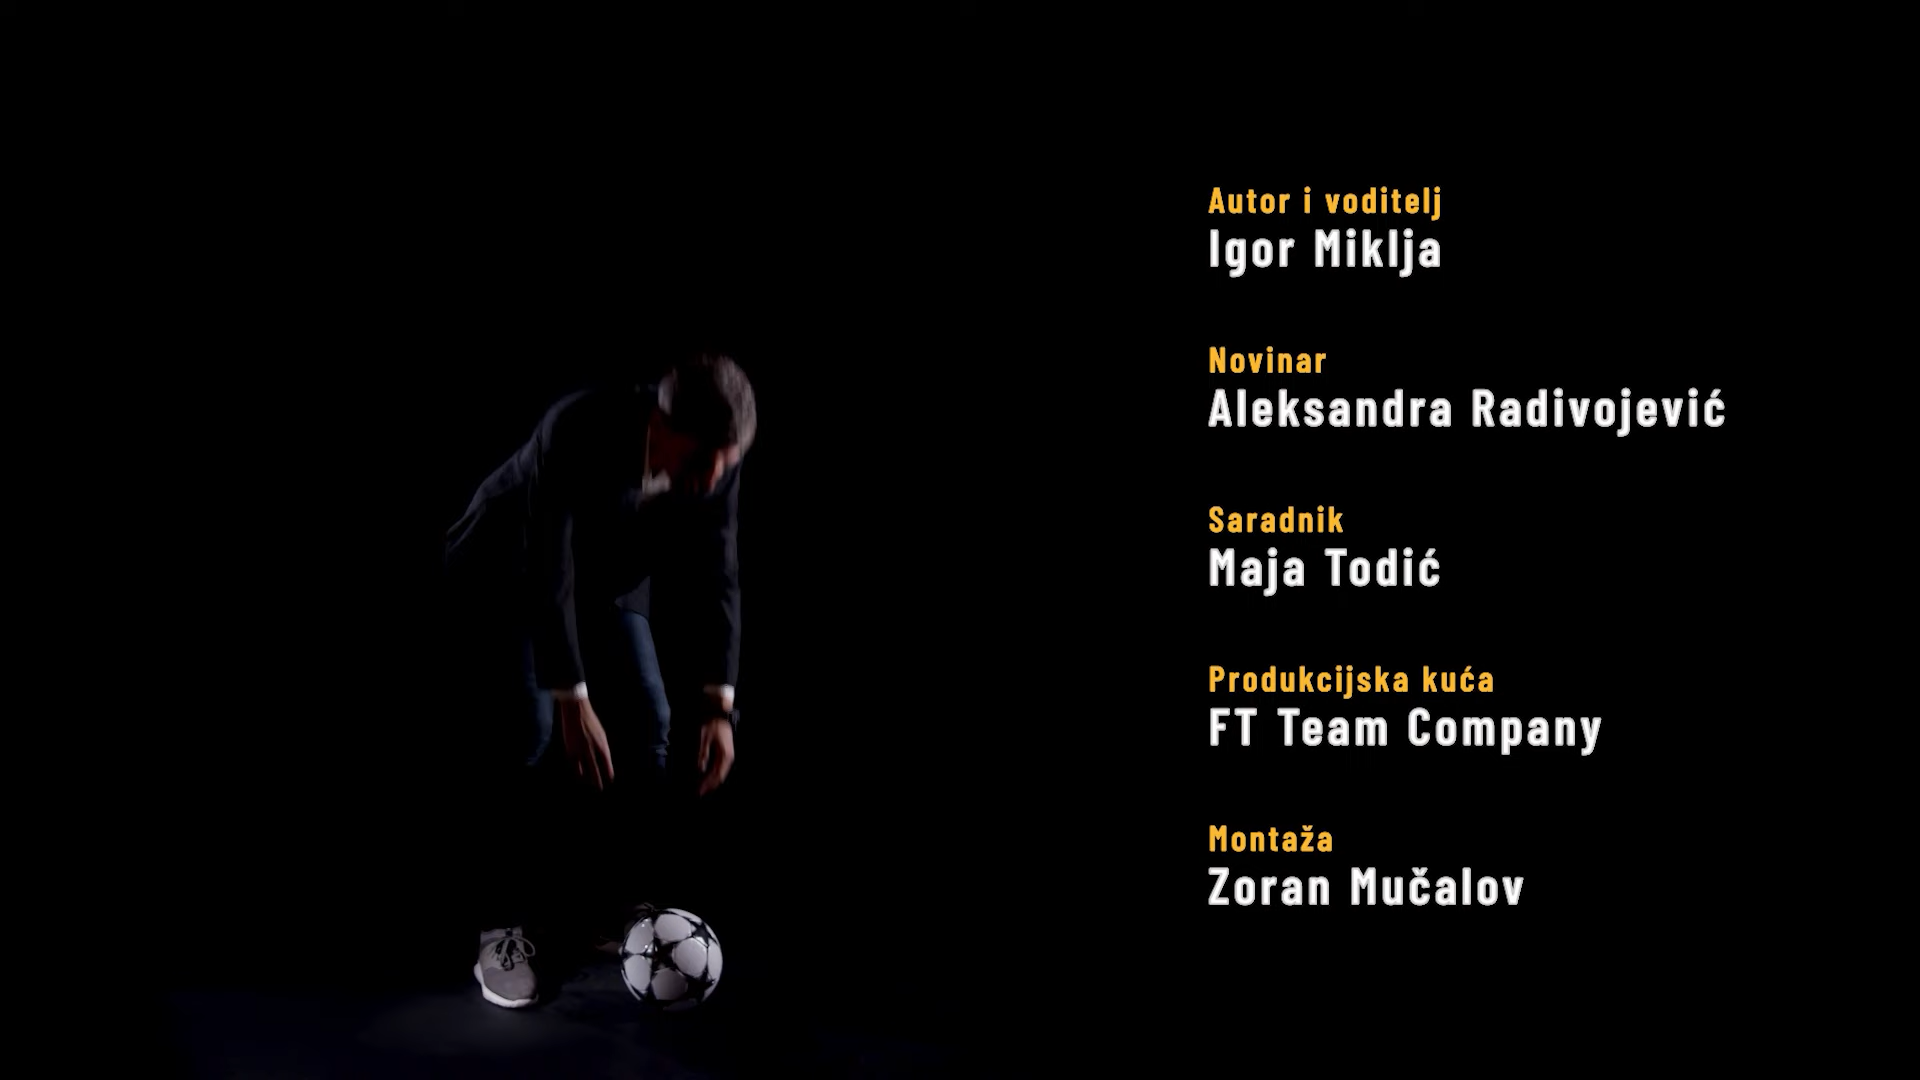 Autor i voditelj
Igor Miklja
Novinar
Aleksandra Radivojević
Saradnik
Maja Todić
Produkcijska kuća
FT Team Company
Montaža
Zoran Mučalov